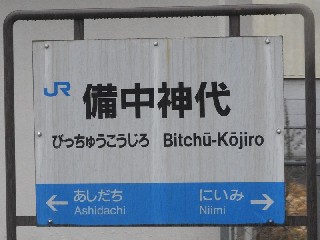 JR 備中神代
びっちゅうこうじろ Bitchū-Kōjiro
← あしだち にいみ →
Ashidachi Niimi